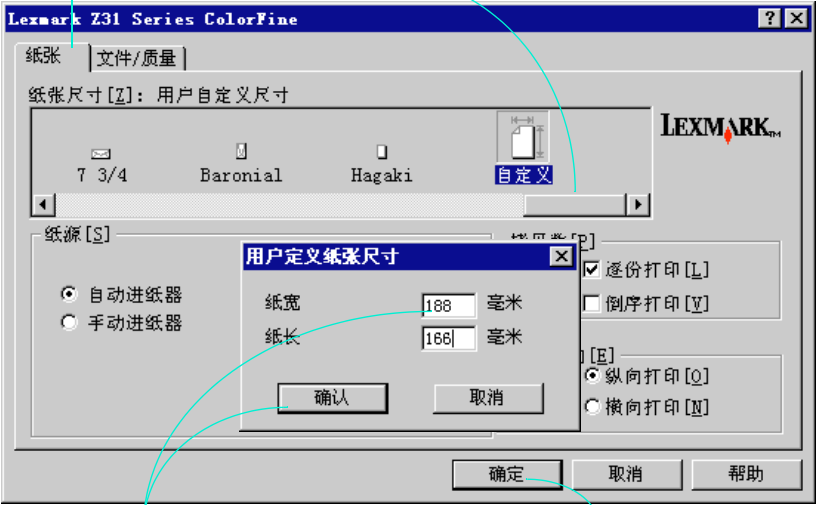 Lexmark Z31 Series ColorFine
纸张 文件/质量
纸张尺寸[Z]: 用户自定义尺寸
LEXMARK™
7 3/4 Baronial Hagaki 自定义
纸源[S]
[P]
用户定义纸张尺寸
逐份打印[L]
自动进纸器
纸宽 188 毫米
倒序打印[V]
手动进纸器
纸长 166 毫米
[E]
纵向打印[O]
确认 取消
横向打印[N]
确定 取消 帮助